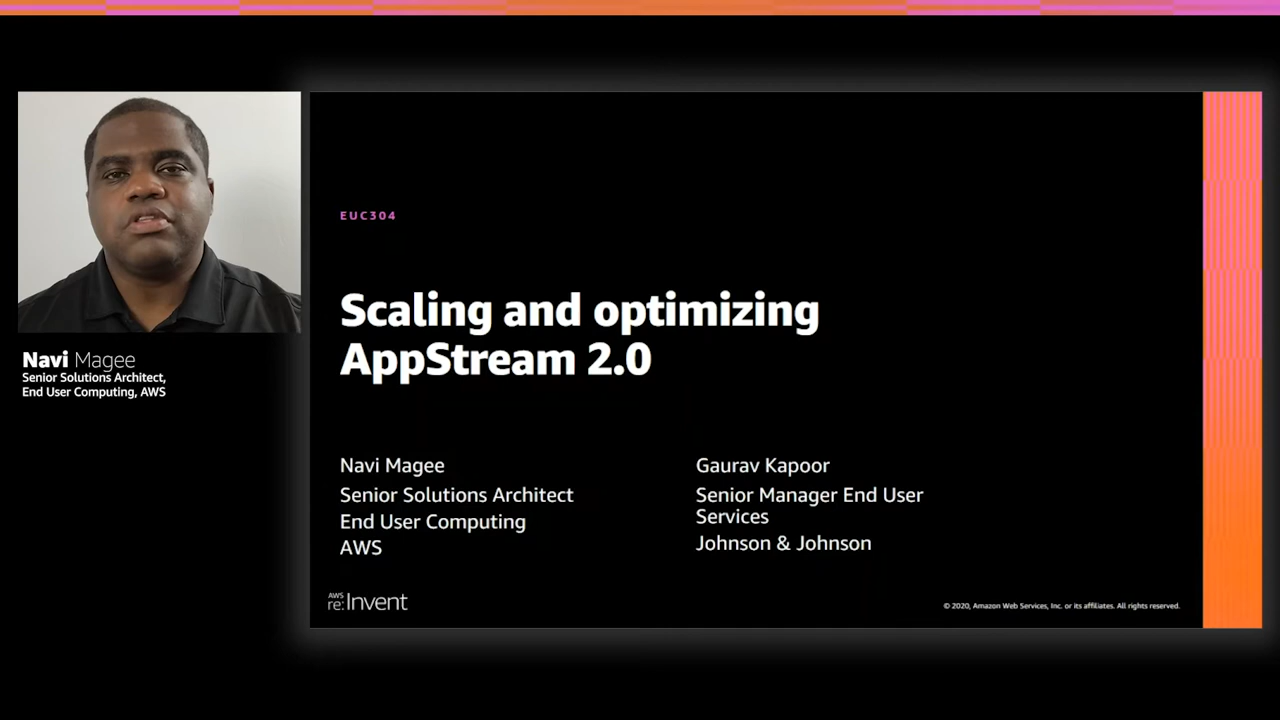 Navi Magee
Senior Solutions Architect,
End User Computing, AWS
EUC304
Scaling and optimizing
AppStream 2.0
Navi Magee
Senior Solutions Architect
End User Computing
AWS
Gaurav Kapoor
Senior Manager End User
Services
Johnson & Johnson
AWS
re:Invent
© 2020, Amazon Web Services, Inc. or its affiliates. All rights reserved.